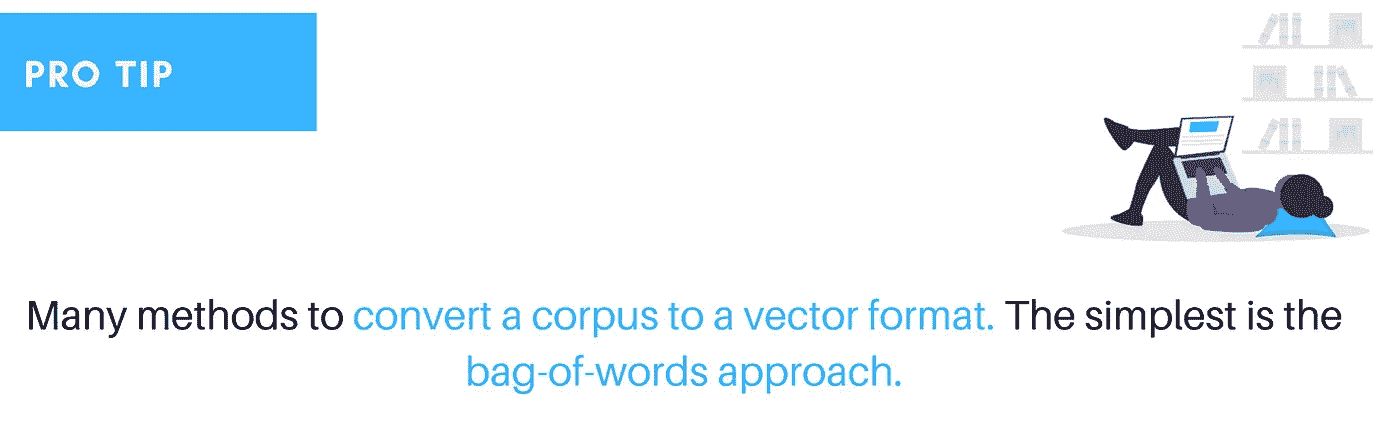 PRO TIP
Many methods to convert a corpus to a vector format. The simplest is the
bag-of-words approach.